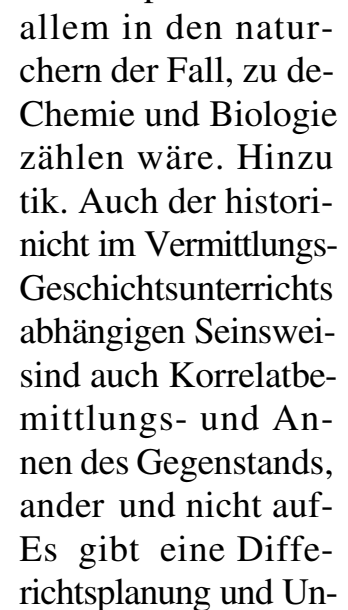 allem in den natur-
chern der Fall, zu de-
Chemie und Biologie
zählen wäre. Hinzu
tik. Auch der histori-
nicht im Vermittlungs-
Geschichtsunterrichts
abhängigen Seinswei-
sind auch Korrelatbe-
mittlungs- und An-
nen des Gegenstands,
ander und nicht auf-
Es gibt eine Diffe-
richtsplanung und Un-